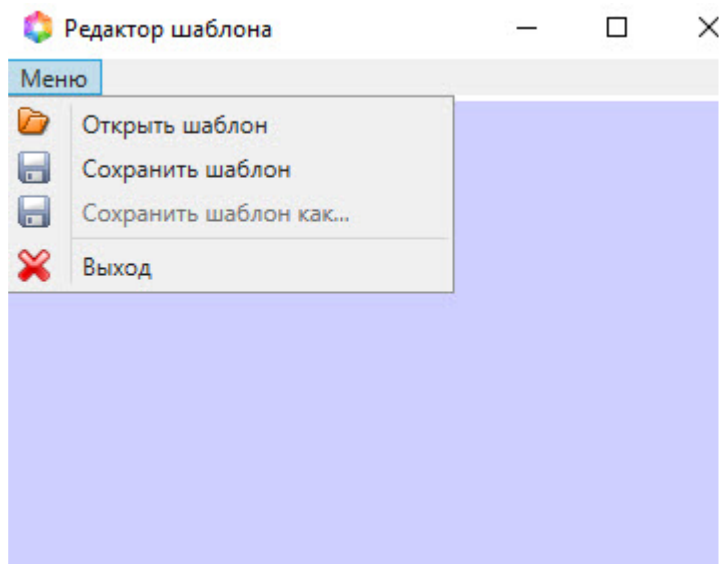 Редактор шаблона
Меню
Открыть шаблон
Сохранить шаблон
Сохранить шаблон как...
Выход